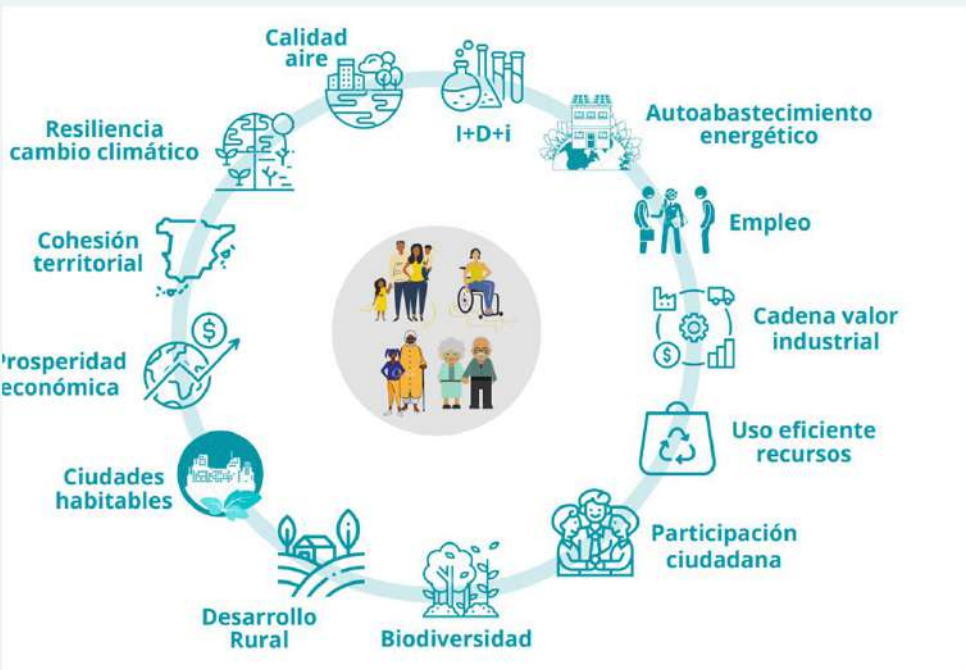 Calidad
aire
I+D+i
Autoabastecimiento
energético
Empleo
Cadena valor
industrial
Uso eficiente
recursos
Participación
ciudadana
Biodiversidad
Desarrollo
Rural
Ciudades
habitables
Prosperidad
económica
Cohesión
territorial
Resiliencia
cambio climático
$
$